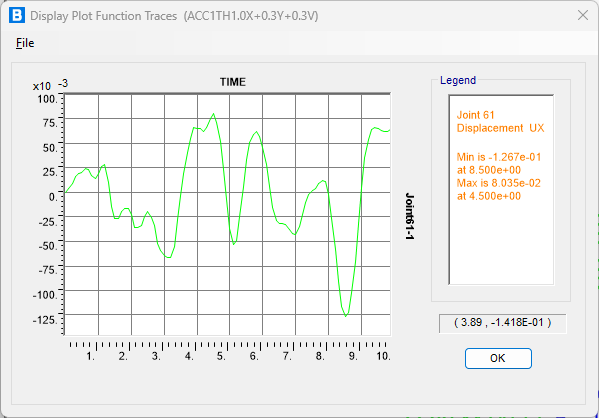 B Display Plot Function Traces (ACC1TH1.0X+0.3Y+0.3V)
File
x10 -3
TIME
100.
75.
50.
25.
0.
-25.
-50.
-75.
-100.
-125.
1. 2. 3. 4. 5. 6. 7. 8. 9. 10.
Joint61-1
Legend
Joint 61
Displacement UX
Min is -1.267e-01
at 8.500e+00
Max is 8.035e-02
at 4.500e+00
( 3.89 , -1.418E-01 )
OK